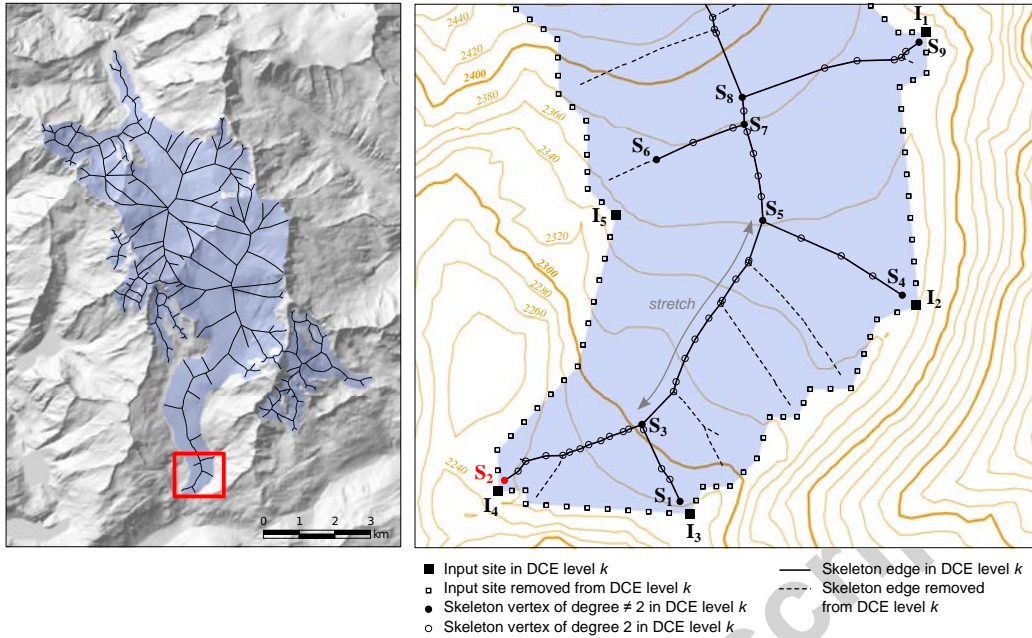 0 1 2 3
km
2440
2420
2400
2380
2360
2340
2320
2300
2280
2260
2240
I1
S9
S8
S7
S6
I5
S5
S4
I2
stretch
S3
S2
I4
S1
I3
■ Input site in DCE level k
Input site removed from DCE level k
Skeleton vertex of degree ≠ 2 in DCE level k
Skeleton vertex of degree 2 in DCE level k
Skeleton edge in DCE level k
Skeleton edge removed
from DCE level k
script